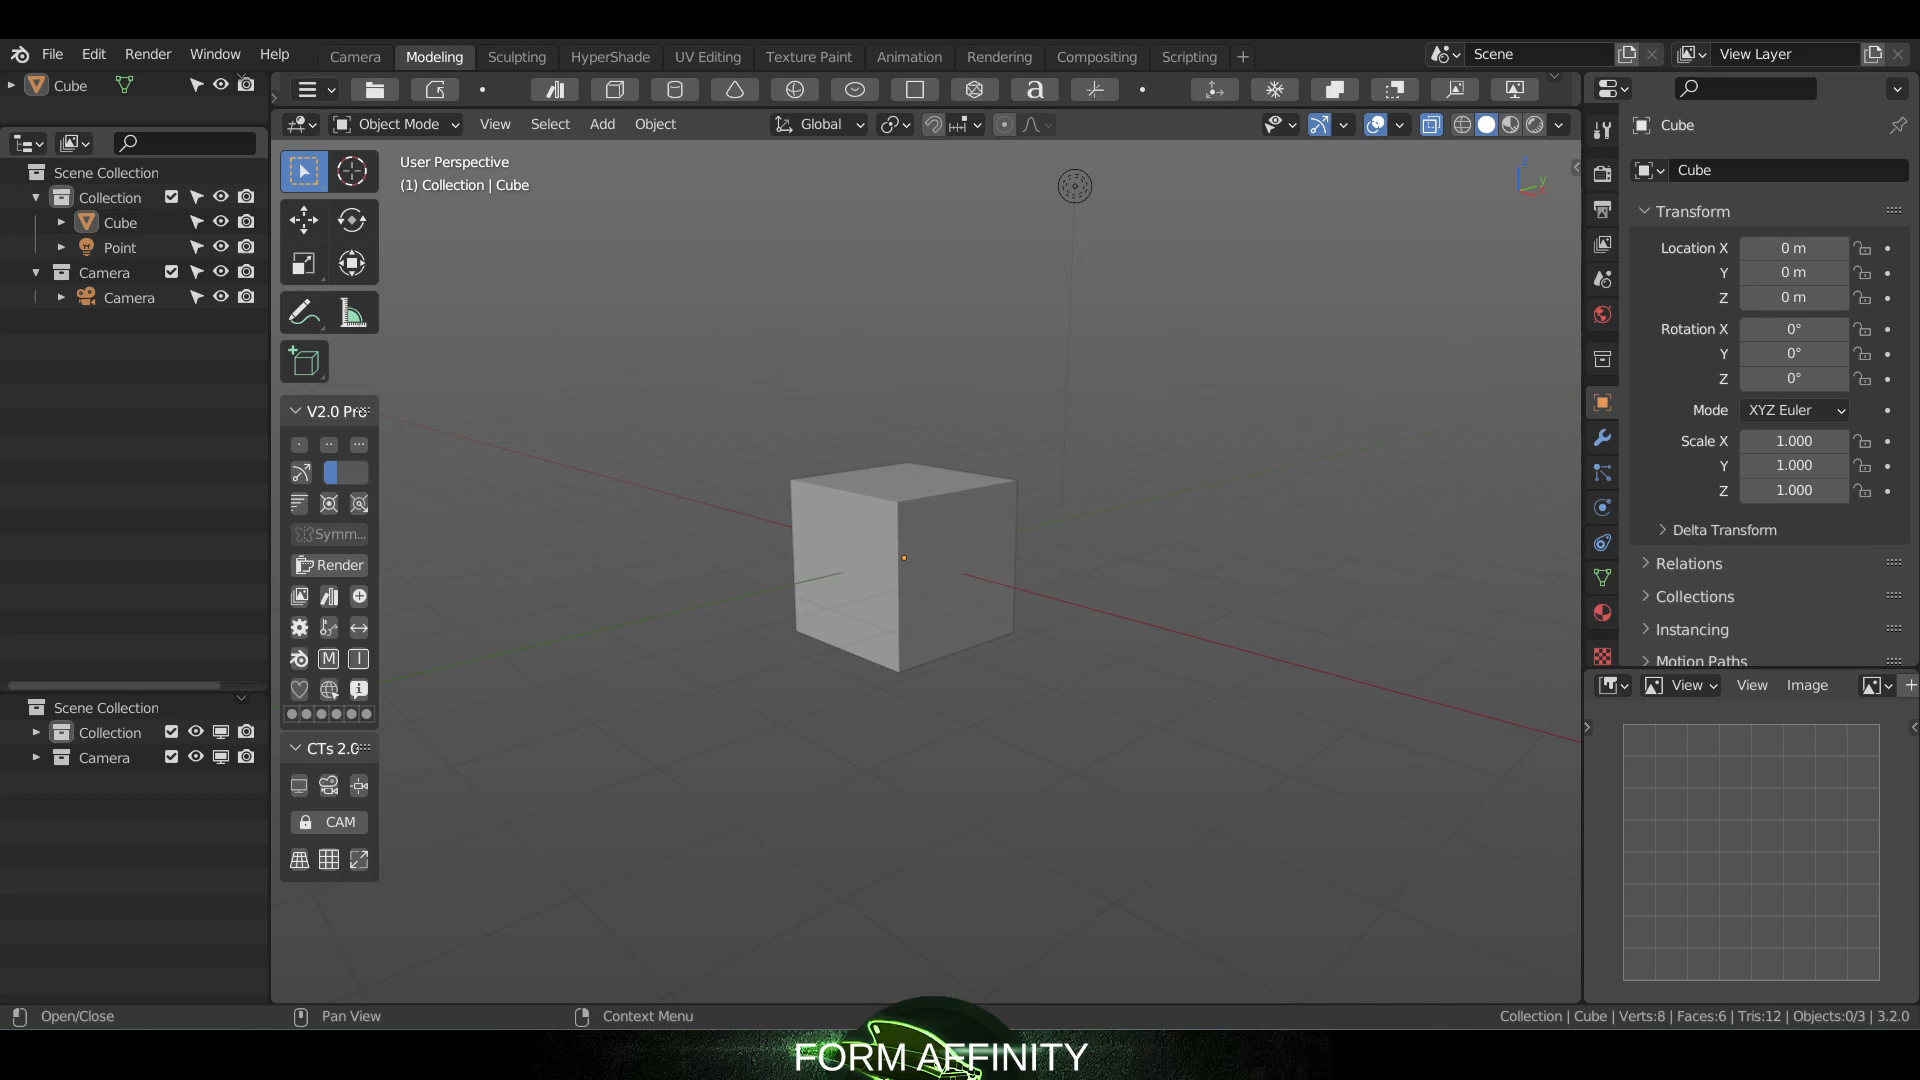 File Edit Render Window Help Camera Modeling Sculpting HyperShade UV Editing Texture Paint Animation Rendering Compositing Scripting + Scene View Layer
Cube
a
Object Mode View Select Add Object Global
Cube
Scene Collection
Collection
Cube
Point
Camera
Camera
User Perspective
(1) Collection | Cube
Z
Y
Cube
Transform
Location X 0 m
Y 0 m
Z 0 m
Rotation X 0°
Y 0°
Z 0°
Mode XYZ Euler
Scale X 1.000
Y 1.000
Z 1.000
Delta Transform
Relations
Collections
Instancing
Motion Paths
V2.0 Pro
Symm...
Render
M I
CTs 2.0
CAM
Scene Collection
Collection
Camera
View View Image +
Open/Close Pan View Context Menu Collection | Cube | Verts:8 | Faces:6 | Tris:12 | Objects:0/3 | 3.2.0
FORM AFFINITY